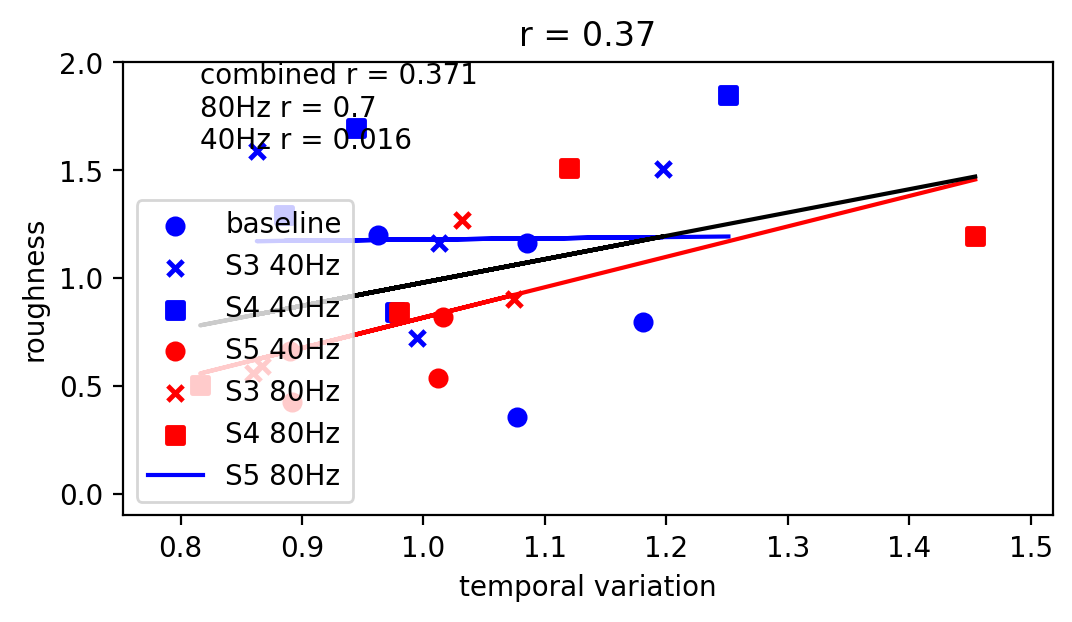 r = 0.37
combined r = 0.371
80Hz r = 0.7
40Hz r = 0.016
baseline
S3 40Hz
S4 40Hz
S5 40Hz
S3 80Hz
S4 80Hz
S5 80Hz
roughness
2.0
1.5
1.0
0.5
0.0
0.8 0.9 1.0 1.1 1.2 1.3 1.4 1.5
temporal variation